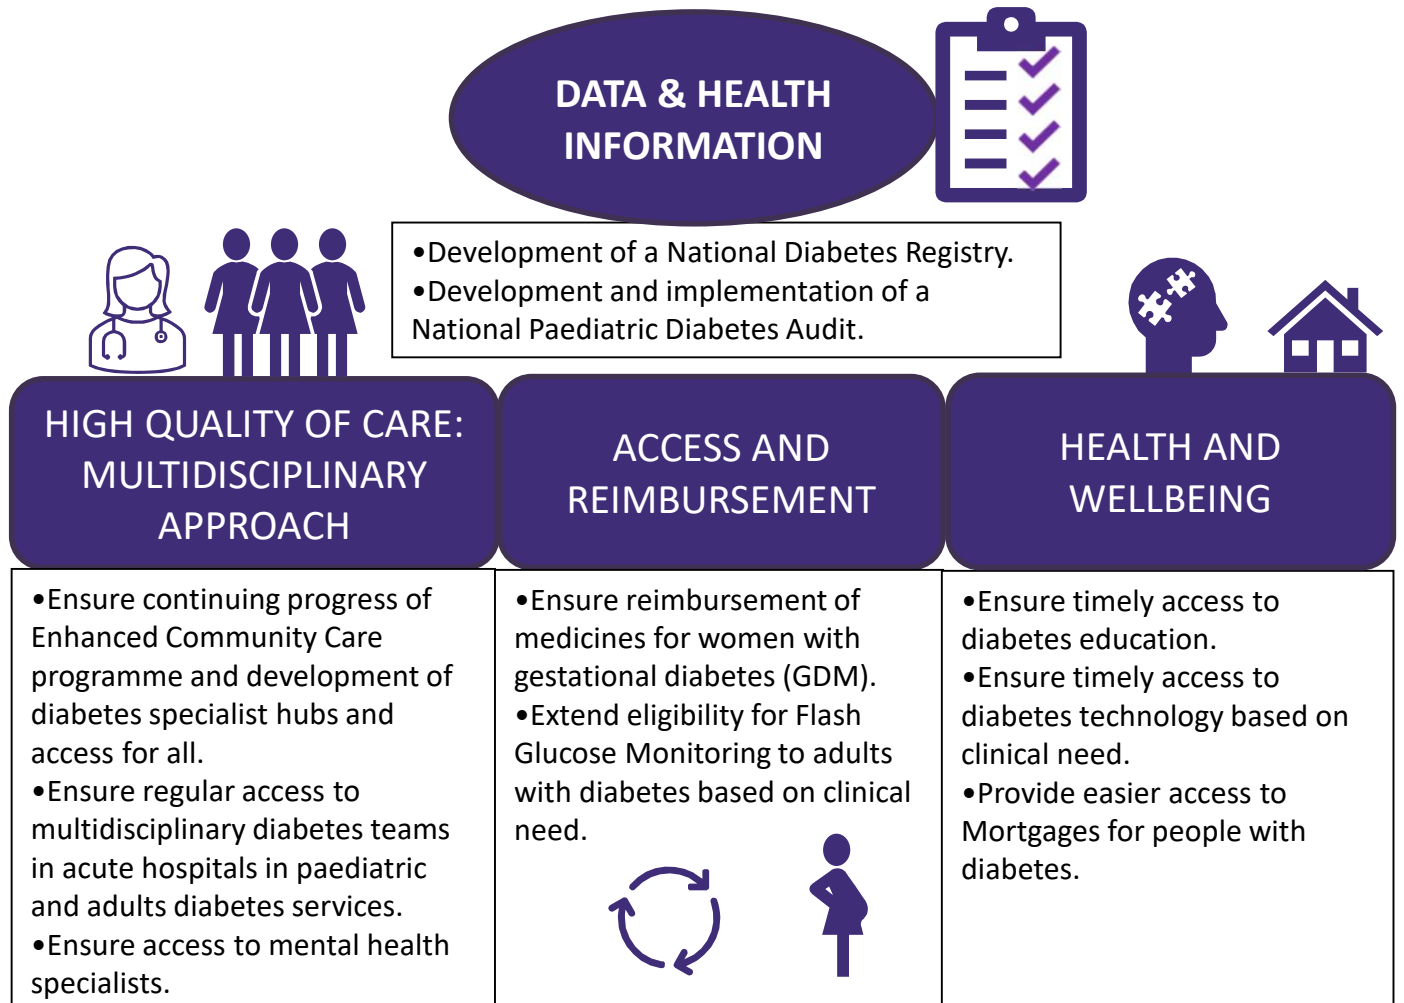 DATA & HEALTH
INFORMATION
•Development of a National Diabetes Registry.
•Development and implementation of a
National Paediatric Diabetes Audit.
HIGH QUALITY OF CARE:
MULTIDISCIPLINARY
APPROACH
•Ensure continuing progress of
Enhanced Community Care
programme and development of
diabetes specialist hubs and
access for all.
•Ensure regular access to
multidisciplinary diabetes teams
in acute hospitals in paediatric
and adults diabetes services.
•Ensure access to mental health
specialists.
ACCESS AND
REIMBURSEMENT
•Ensure reimbursement of
medicines for women with
gestational diabetes (GDM).
•Extend eligibility for Flash
Glucose Monitoring to adults
with diabetes based on clinical
need.
HEALTH AND
WELLBEING
•Ensure timely access to
diabetes education.
•Ensure timely access to
diabetes technology based on
clinical need.
•Provide easier access to
Mortgages for people with
diabetes.